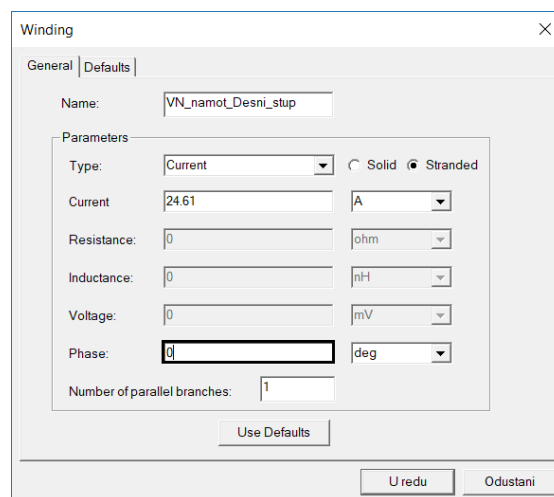 Winding
General Defaults
Name: VN_namot_Desni_stup
Parameters
Type: Current Solid Stranded
Current 24.61 A
Resistance: 0 ohm
Inductance: 0 nH
Voltage: 0 mV
Phase: 0 deg
Number of parallel branches: 1
Use Defaults
U redu Odustani